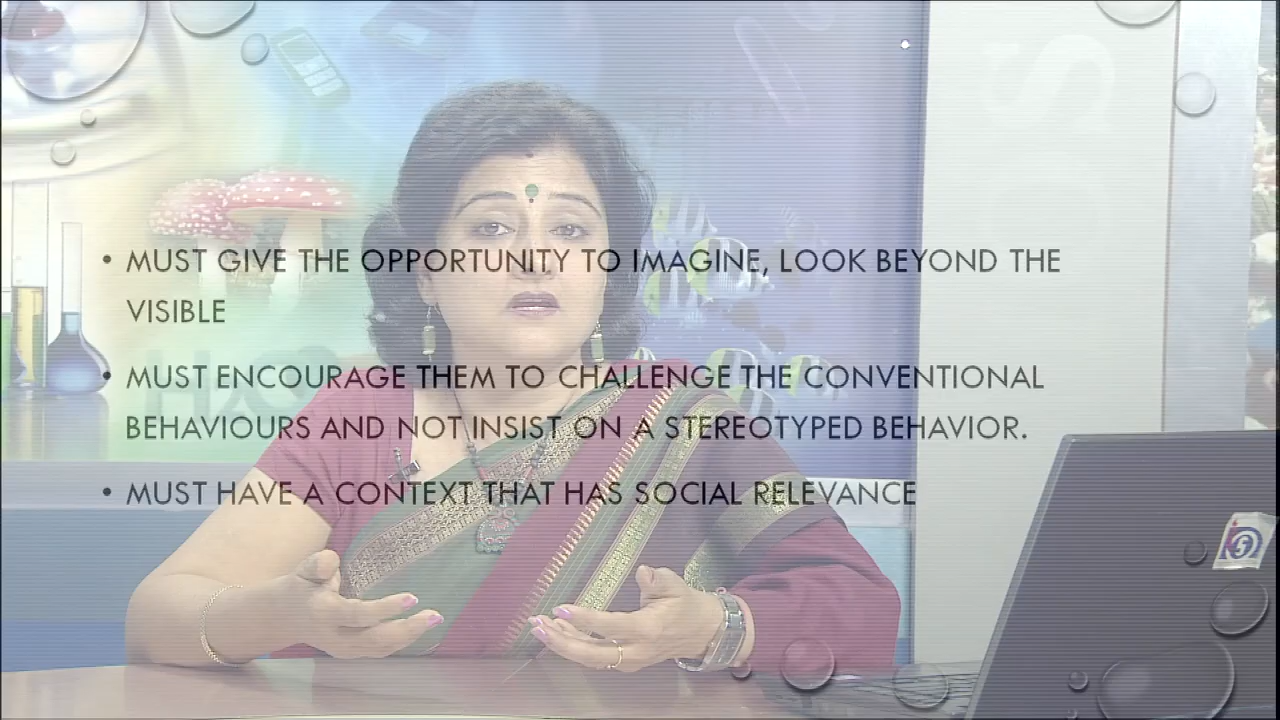 • MUST GIVE THE OPPORTUNITY TO IMAGINE, LOOK BEYOND THE
VISIBLE
• MUST ENCOURAGE THEM TO CHALLENGE THE CONVENTIONAL
BEHAVIOURS AND NOT INSIST ON A STEREOTYPED BEHAVIOR.
• MUST HAVE A CONTEXT THAT HAS SOCIAL RELEVANCE